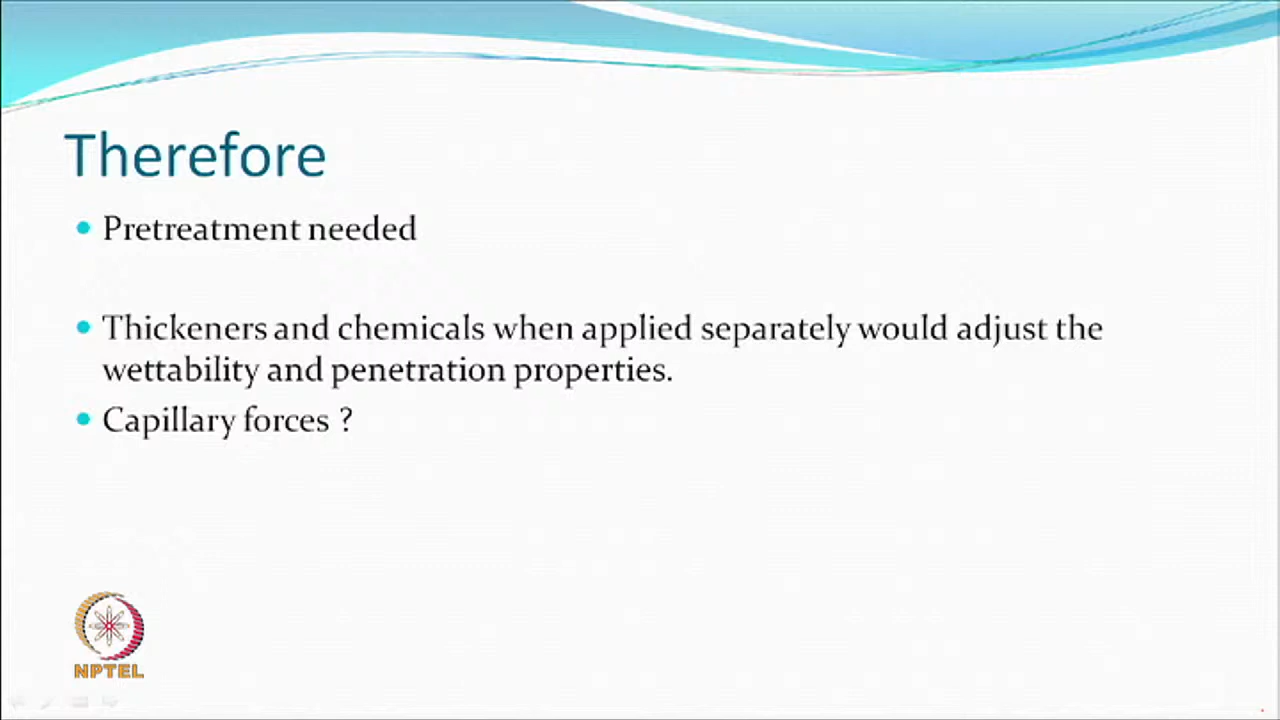 Therefore
Pretreatment needed
Thickeners and chemicals when applied separately would adjust the
wettability and penetration properties.
Capillary forces ?
NPTEL